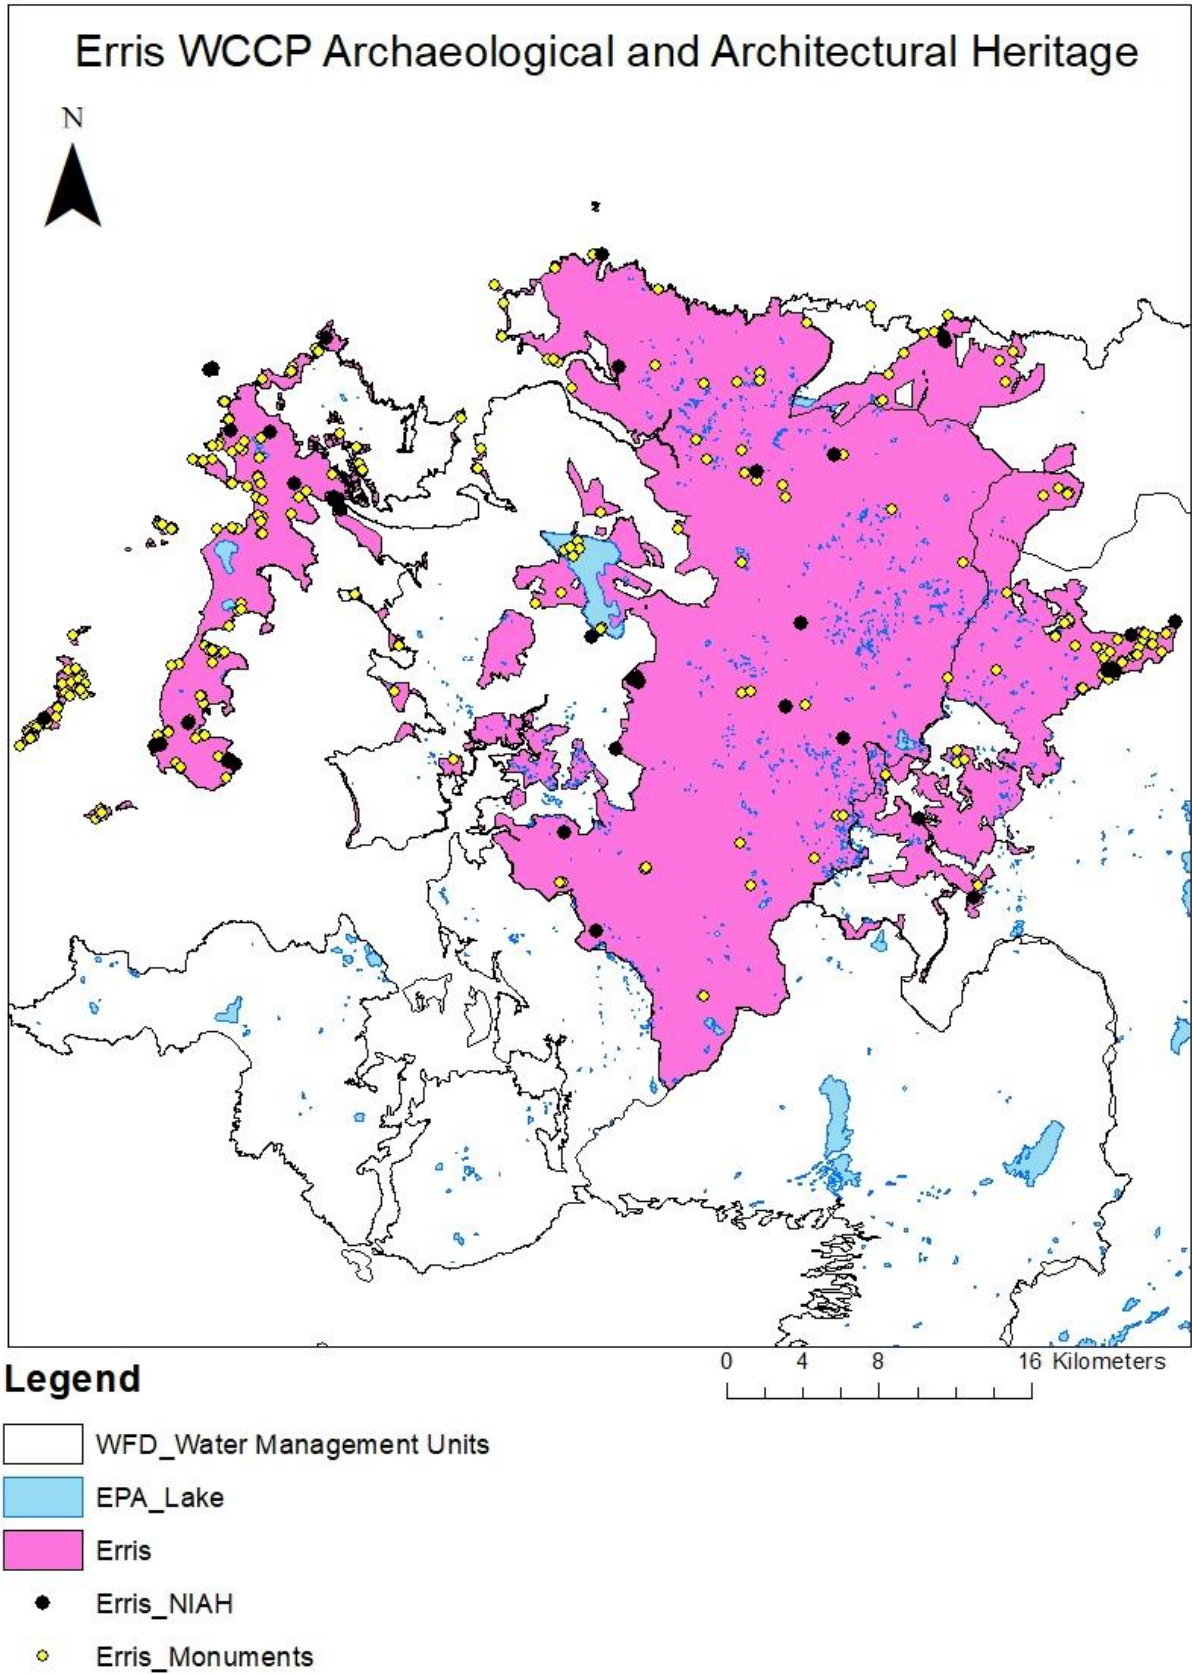 Erris WCCP Archaeological and Architectural Heritage
N
0 4 8 16 Kilometers
Legend
WFD_Water Management Units
EPA_Lake
Erris
Erris_NIAH
Erris_Monuments